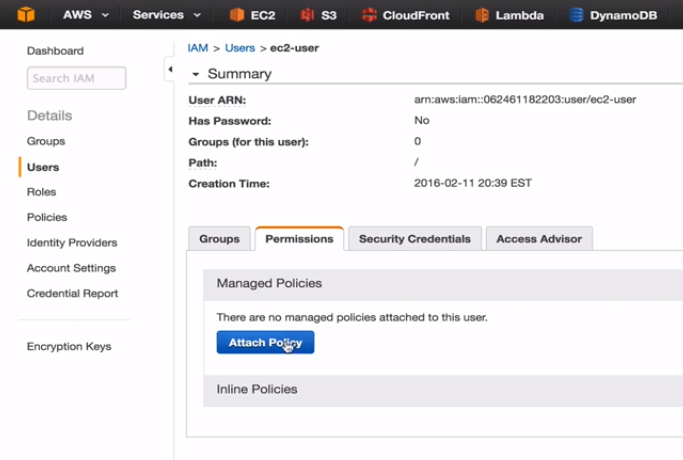 AWS Services EC2 S3 CloudFront Lambda DynamoDB
Dashboard
Search IAM
Details
Groups
Users
Roles
Policies
Identity Providers
Account Settings
Credential Report
Encryption Keys
IAM > Users > ec2-user
Summary
User ARN: arn:aws:iam::062461182203:user/ec2-user
Has Password: No
Groups (for this user): 0
Path: /
Creation Time: 2016-02-11 20:39 EST
Groups Permissions Security Credentials Access Advisor
Managed Policies
There are no managed policies attached to this user.
Attach Policy
Inline Policies